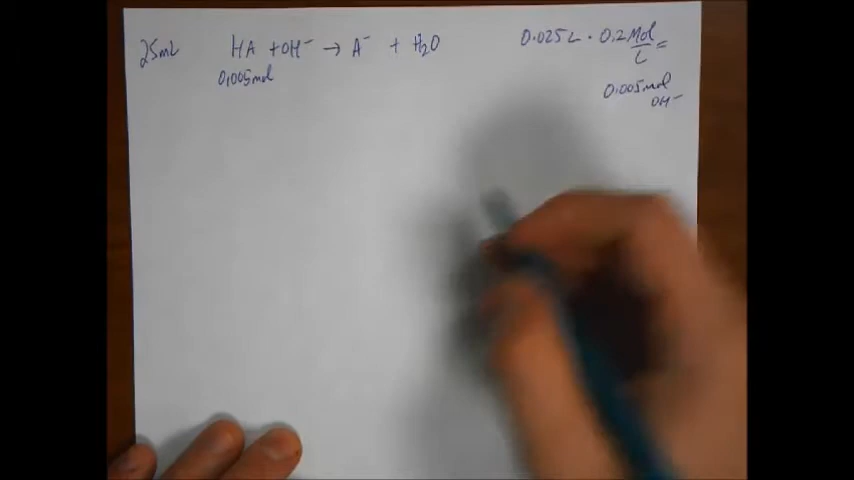 25mL HA + OH⁻ → A⁻ + H₂O 0.025L · 0.2 Mol/L =
0.005mol 0.005mol
OH⁻